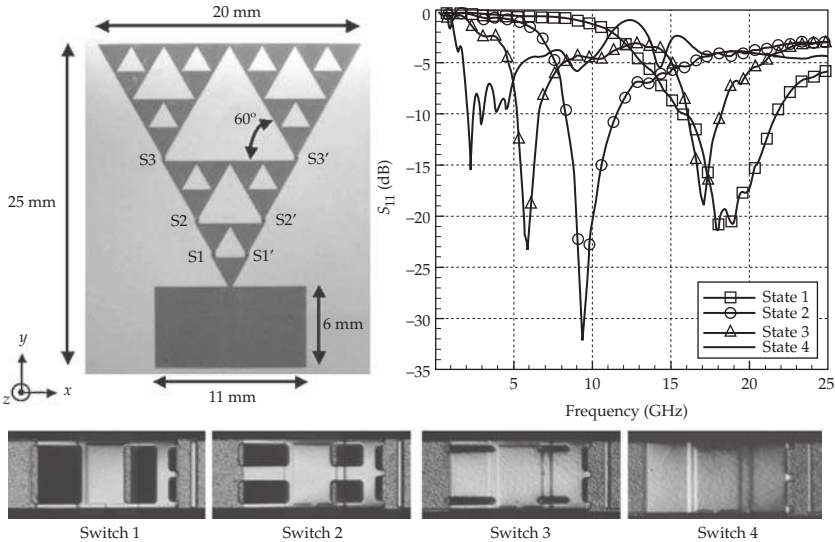 20 mm
25 mm
60°
S3
S3′
S2
S2′
S1
S1′
6 mm
11 mm
y
z
x
0
−5
−10
−15
−20
−25
−30
−35
S11 (dB)
State 1
State 2
State 3
State 4
5
10
15
20
25
Frequency (GHz)
Switch 1
Switch 2
Switch 3
Switch 4